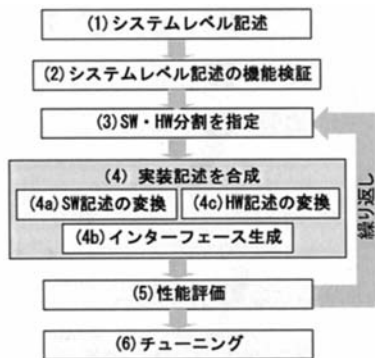 (1)システムレベル記述
(2)システムレベル記述の機能検証
(3)SW・HW分割を指定
(4) 実装記述を合成
(4a)SW記述の変換
(4c)HW記述の変換
(4b)インターフェース生成
(5)性能評価
(6)チューニング
繰り返し